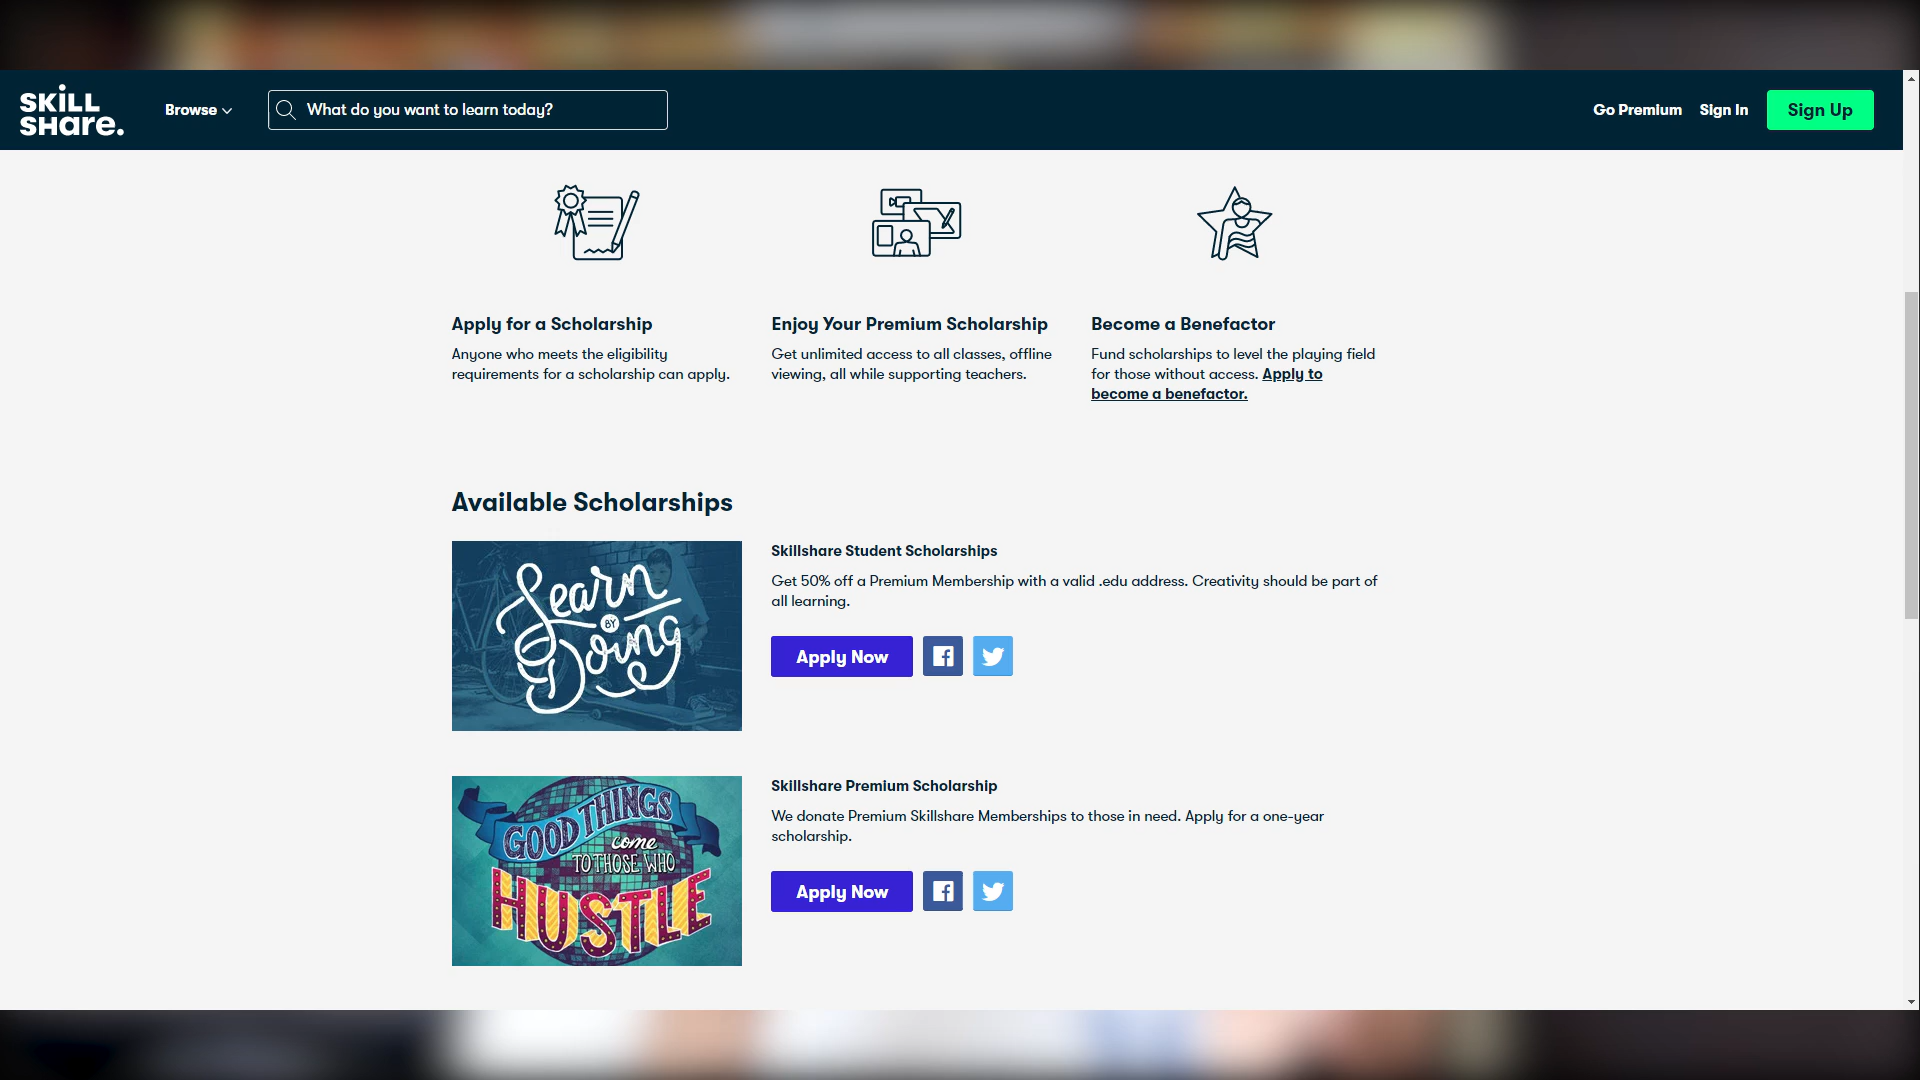 SKILL
SHARE.
Browse
What do you want to learn today?
Go Premium
Sign In
Sign Up
Apply for a Scholarship
Anyone who meets the eligibility
requirements for a scholarship can apply.
Enjoy Your Premium Scholarship
Get unlimited access to all classes, offline
viewing, all while supporting teachers.
Become a Benefactor
Fund scholarships to level the playing field
for those without access. Apply to
become a benefactor.
Available Scholarships
Learn
BY
Doing
Skillshare Student Scholarships
Get 50% off a Premium Membership with a valid .edu address. Creativity should be part of
all learning.
Apply Now
GOOD THINGS
come
TO THOSE WHO
HUSTLE
Skillshare Premium Scholarship
We donate Premium Skillshare Memberships to those in need. Apply for a one-year
scholarship.
Apply Now